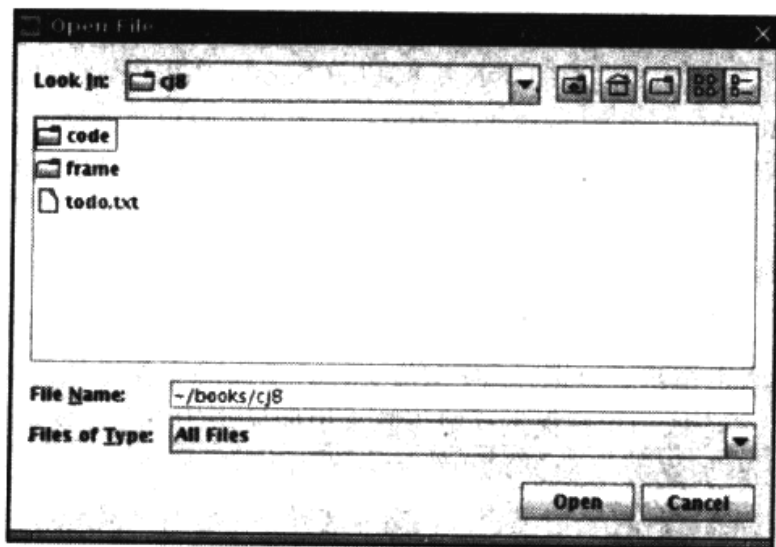 Open File
Look In: cj8
code
frame
todo.txt
File Name: ~/books/cj8
Files of Type: All Files
Open Cancel